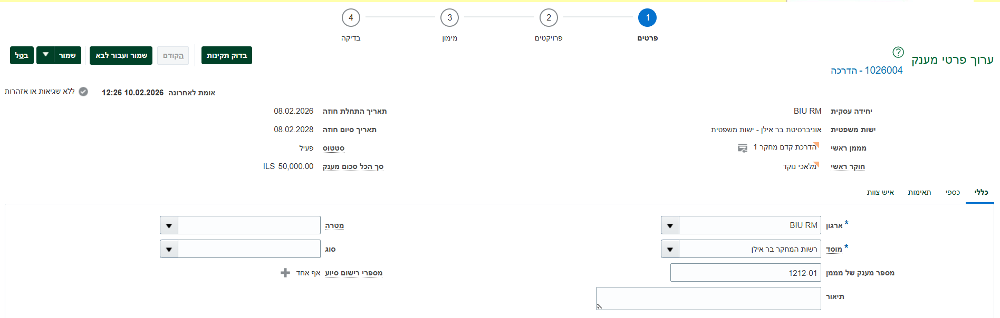 1 2 3 4
פרטים פרויקטים מימון בדיקה
ערוך פרטי מענק ?
1026004 - הדרכה
בדוק תקינות הקודם שמור ועבור לבא שמור בטל
אומת לאחרונה 10.02.2026 12:26 ללא שגיאות או אזהרות
יחידה עסקית BIU RM תאריך התחלת חוזה 08.02.2026
ישות משפטית אוניברסיטת בר אילן - ישות משפטית תאריך סיום חוזה 08.02.2028
מממן ראשי הדרכת קדם מחקר 1 סטטוס פעיל
חוקר ראשי מלאכי נוקד סך הכל סכום מענק 50,000.00 ILS
כללי כספי תאימות איש צוות
* ארגון BIU RM מטרה
* מוסד רשות המחקר בר אילן סוג
מספר מענק של מממן 1212-01 מספרי רישום סיוע אף אחד
תיאור